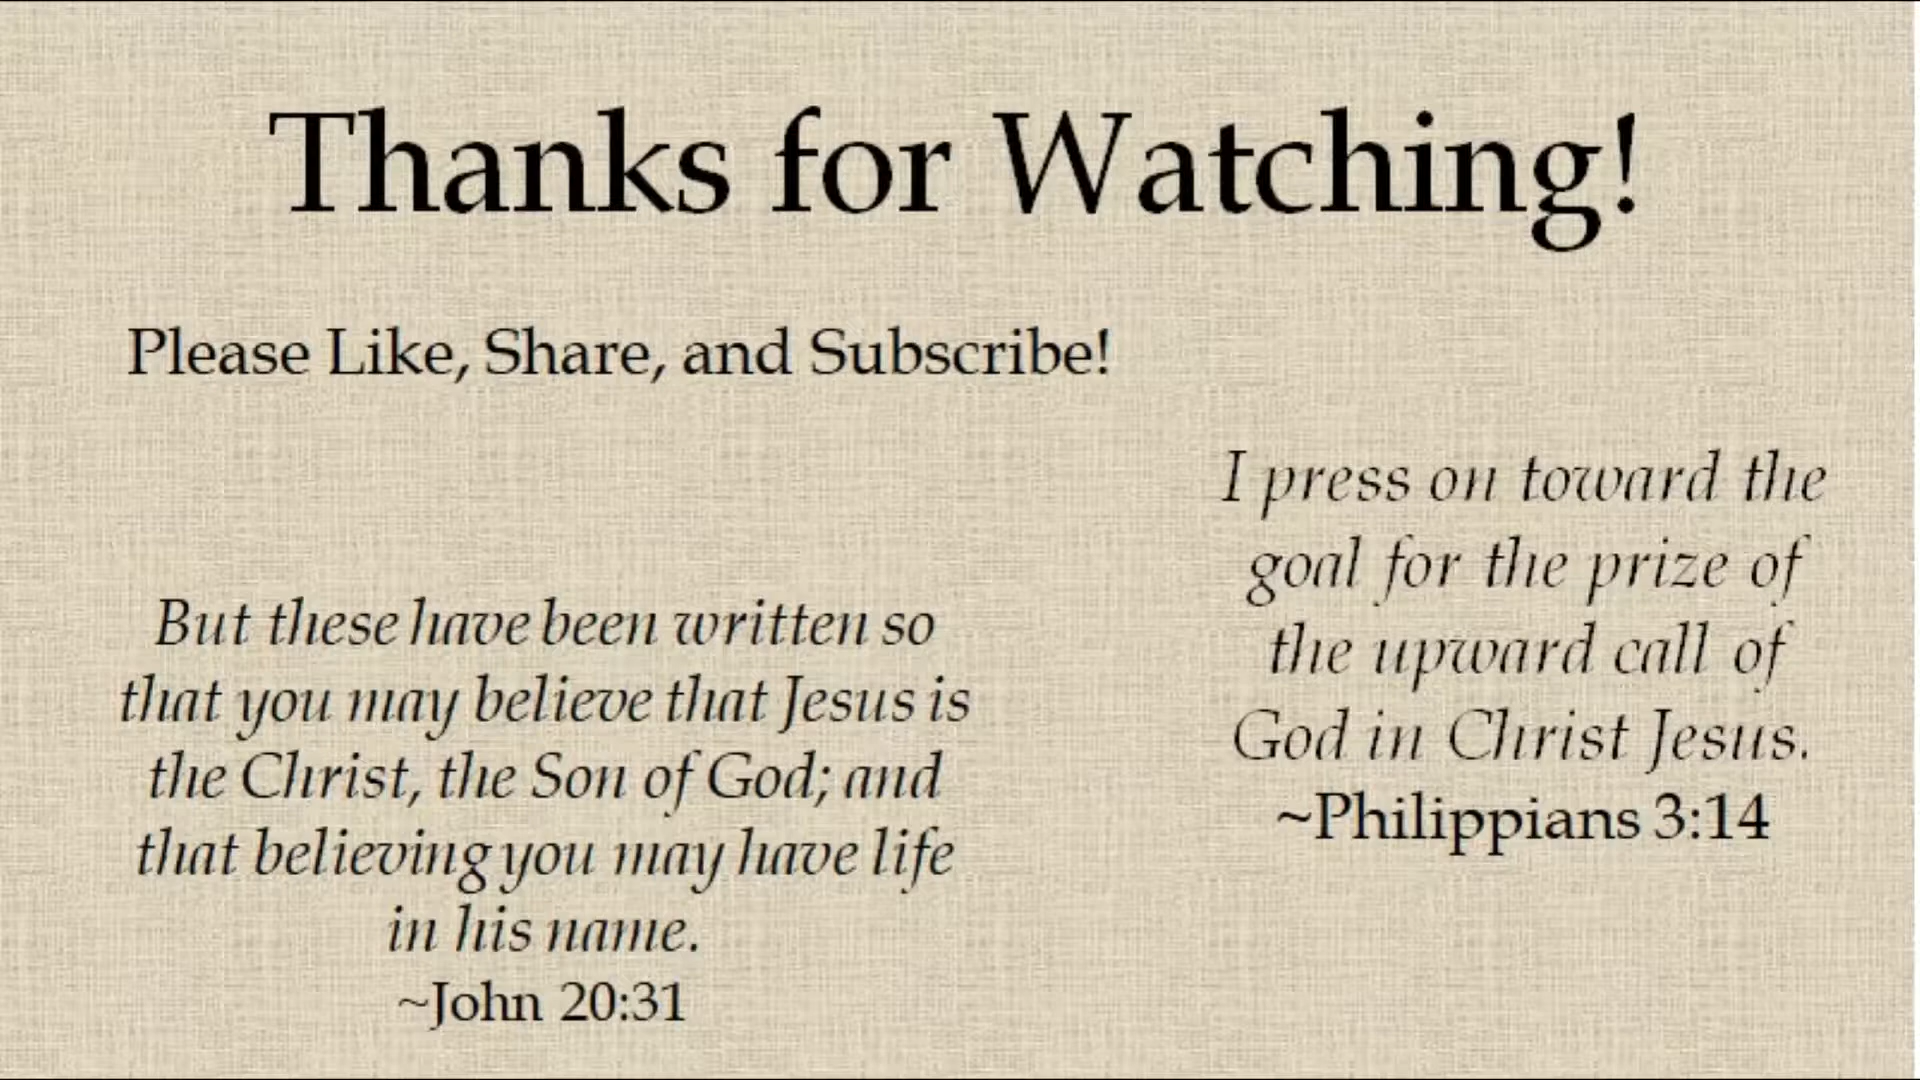 Thanks for Watching!
Please Like, Share, and Subscribe!
But these have been written so
that you may believe that Jesus is
the Christ, the Son of God; and
that believing you may have life
in his name.
~John 20:31
I press on toward the
goal for the prize of
the upward call of
God in Christ Jesus.
~Philippians 3:14